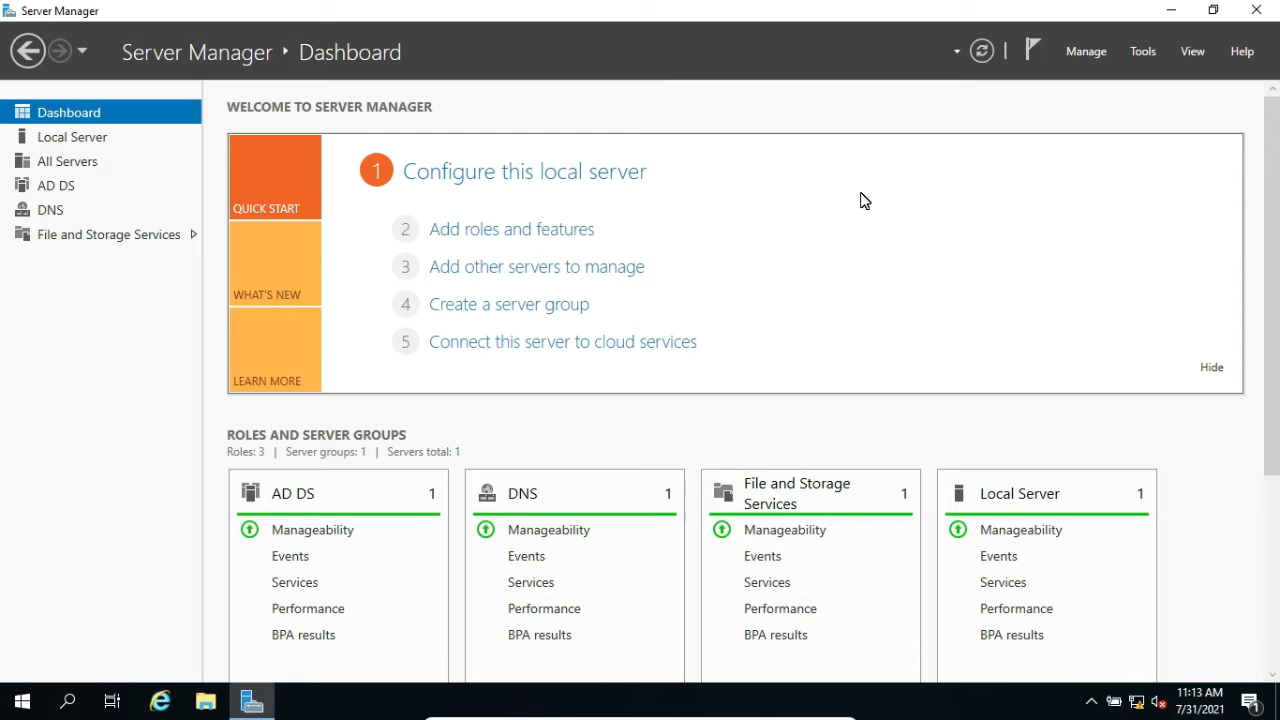 Server Manager
Server Manager ‣ Dashboard
Manage Tools View Help
Dashboard
Local Server
All Servers
AD DS
DNS
File and Storage Services
WELCOME TO SERVER MANAGER
QUICK START
WHAT'S NEW
LEARN MORE
1 Configure this local server
2 Add roles and features
3 Add other servers to manage
4 Create a server group
5 Connect this server to cloud services
Hide
ROLES AND SERVER GROUPS
Roles: 3 | Server groups: 1 | Servers total: 1
AD DS 1
Manageability
Events
Services
Performance
BPA results
DNS 1
Manageability
Events
Services
Performance
BPA results
File and Storage
Services 1
Manageability
Events
Services
Performance
BPA results
Local Server 1
Manageability
Events
Services
Performance
BPA results
11:13 AM
7/31/2021
1